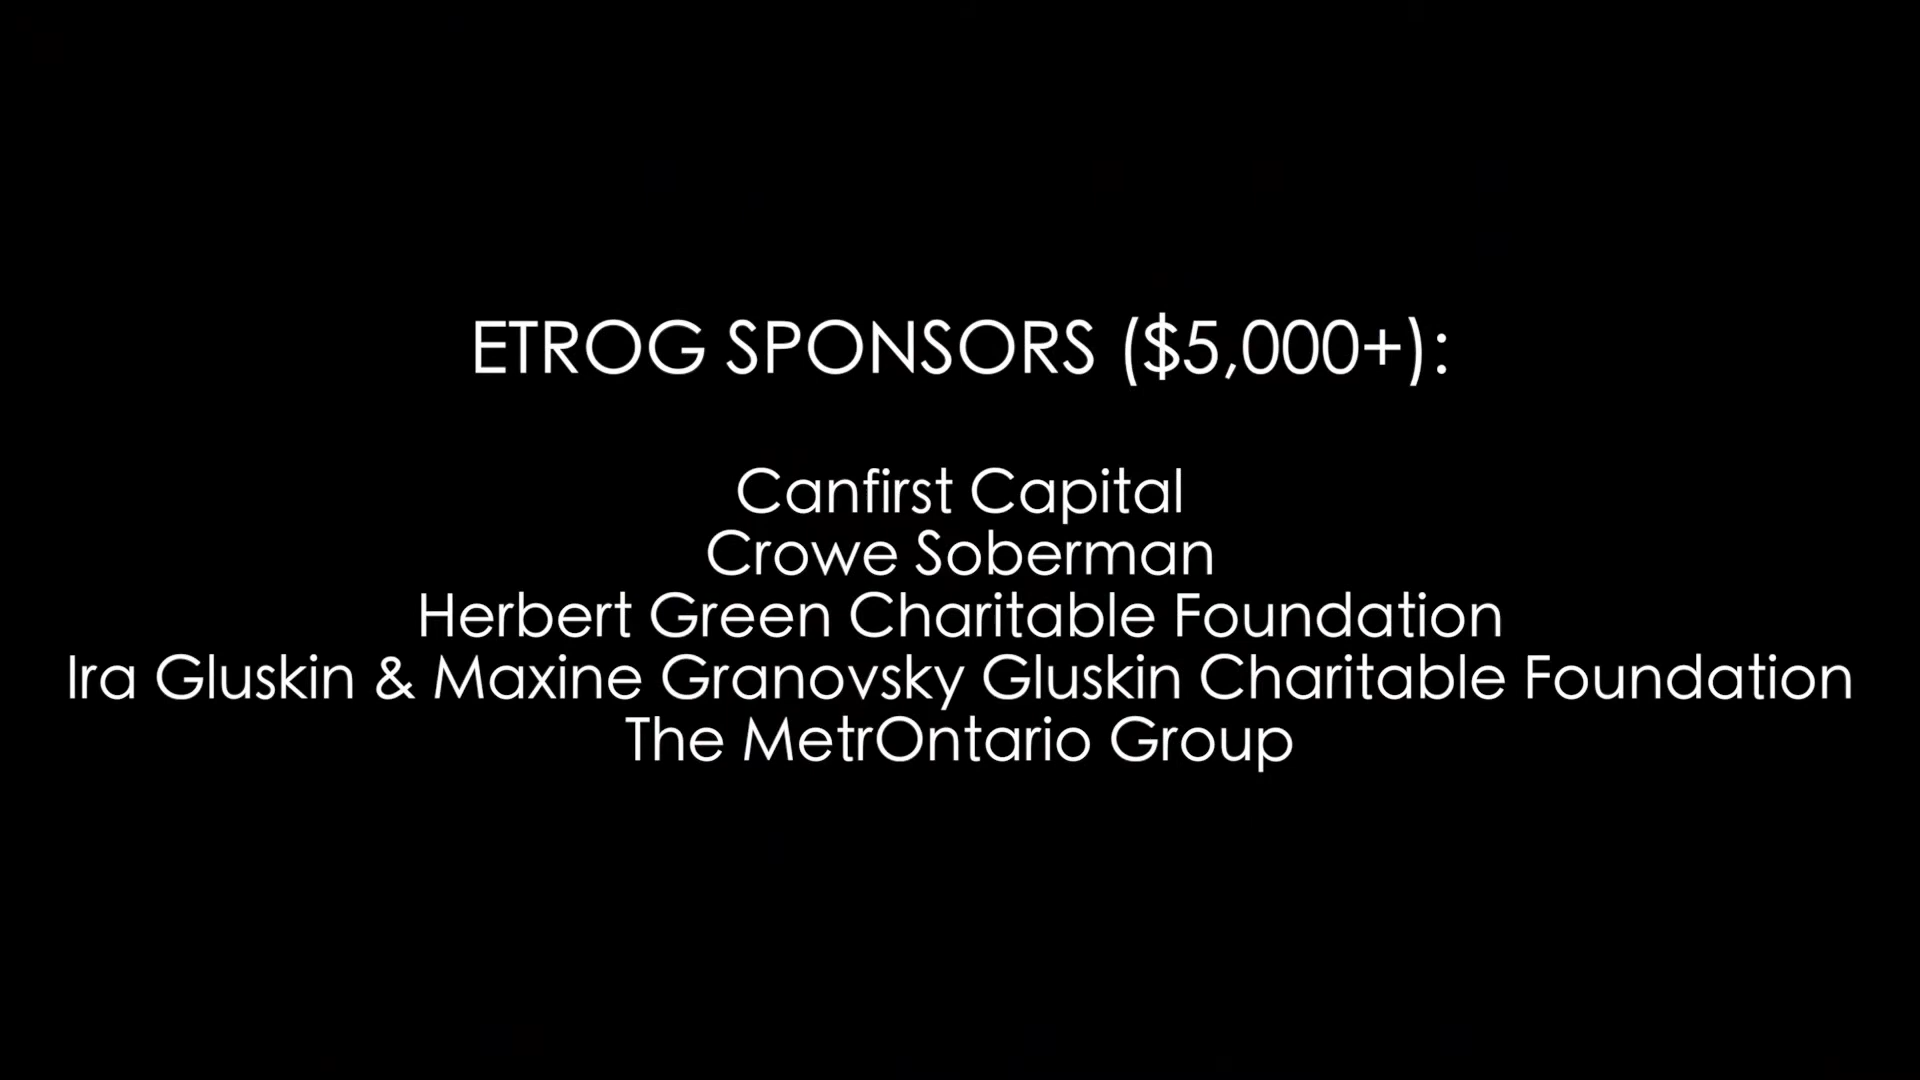 ETROG SPONSORS ($5,000+):
Canfirst Capital
Crowe Soberman
Herbert Green Charitable Foundation
Ira Gluskin & Maxine Granovsky Gluskin Charitable Foundation
The MetrOntario Group